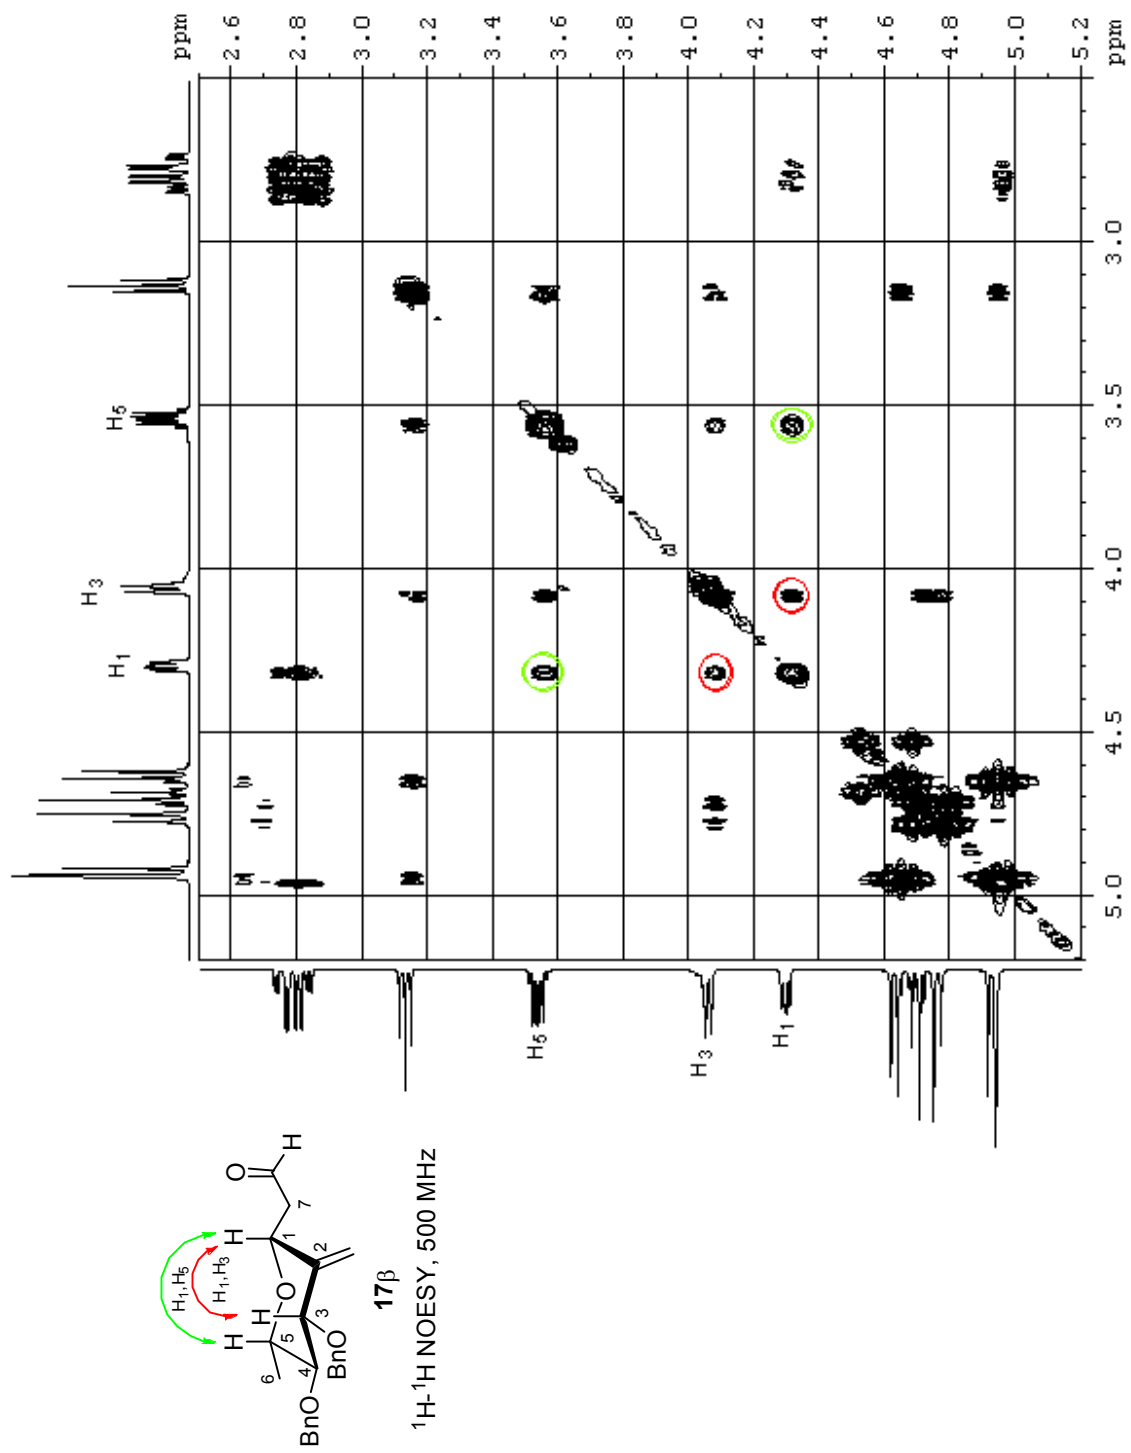 ppm
2.6
2.8
3.0
3.2
3.4
3.6
3.8
4.0
4.2
4.4
4.6
4.8
5.0
5.2
ppm
3.0
3.5
4.0
4.5
5.0
H5
H3
H1
H5
H3
H1
O
H
7
H
1
2
H1,H5
H1,H3
O
H
3
H
5
6
4
BnO
BnO
17β
1H-1H NOESY, 500 MHz